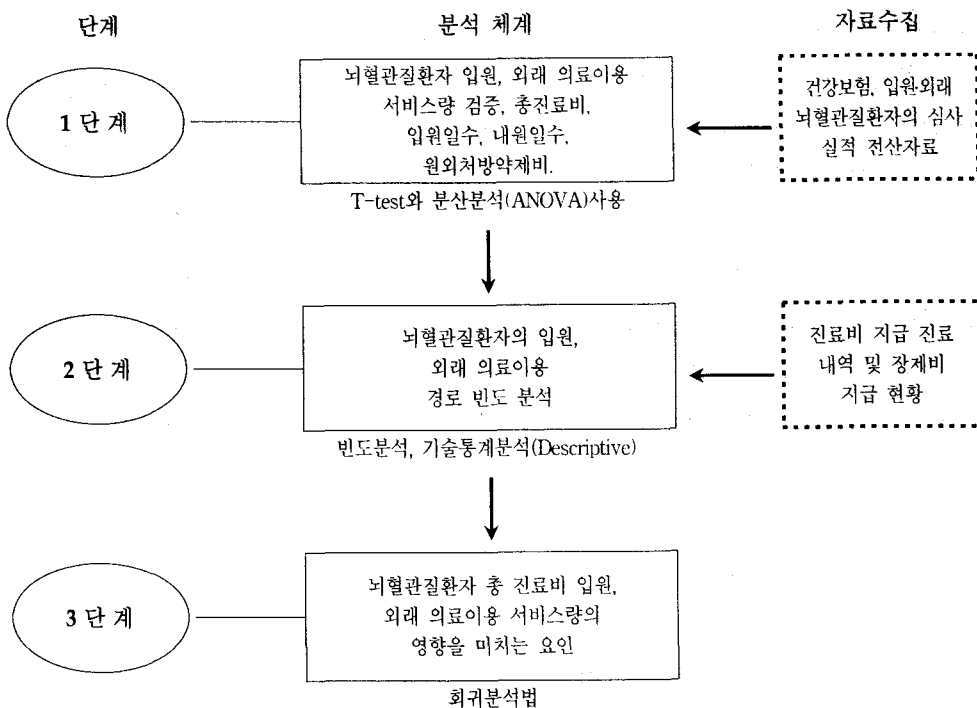 단계
분석 체계
자료수집
1 단 계
뇌혈관질환자 입원, 외래 의료이용
서비스량 검증, 총진료비,
입원일수, 내원일수,
원외처방약제비.
T-test와 분산분석(ANOVA)사용
건강보험, 입원·외래
뇌혈관질환자의 심사
실적 전산자료
2 단 계
뇌혈관질환자의 입원,
외래 의료이용
경로 빈도 분석
빈도분석, 기술통계분석(Descriptive)
진료비 지급 진료
내역 및 장제비
지급 현황
3 단 계
뇌혈관질환자 총 진료비 입원,
외래 의료이용 서비스량의
영향을 미치는 요인
회귀분석법